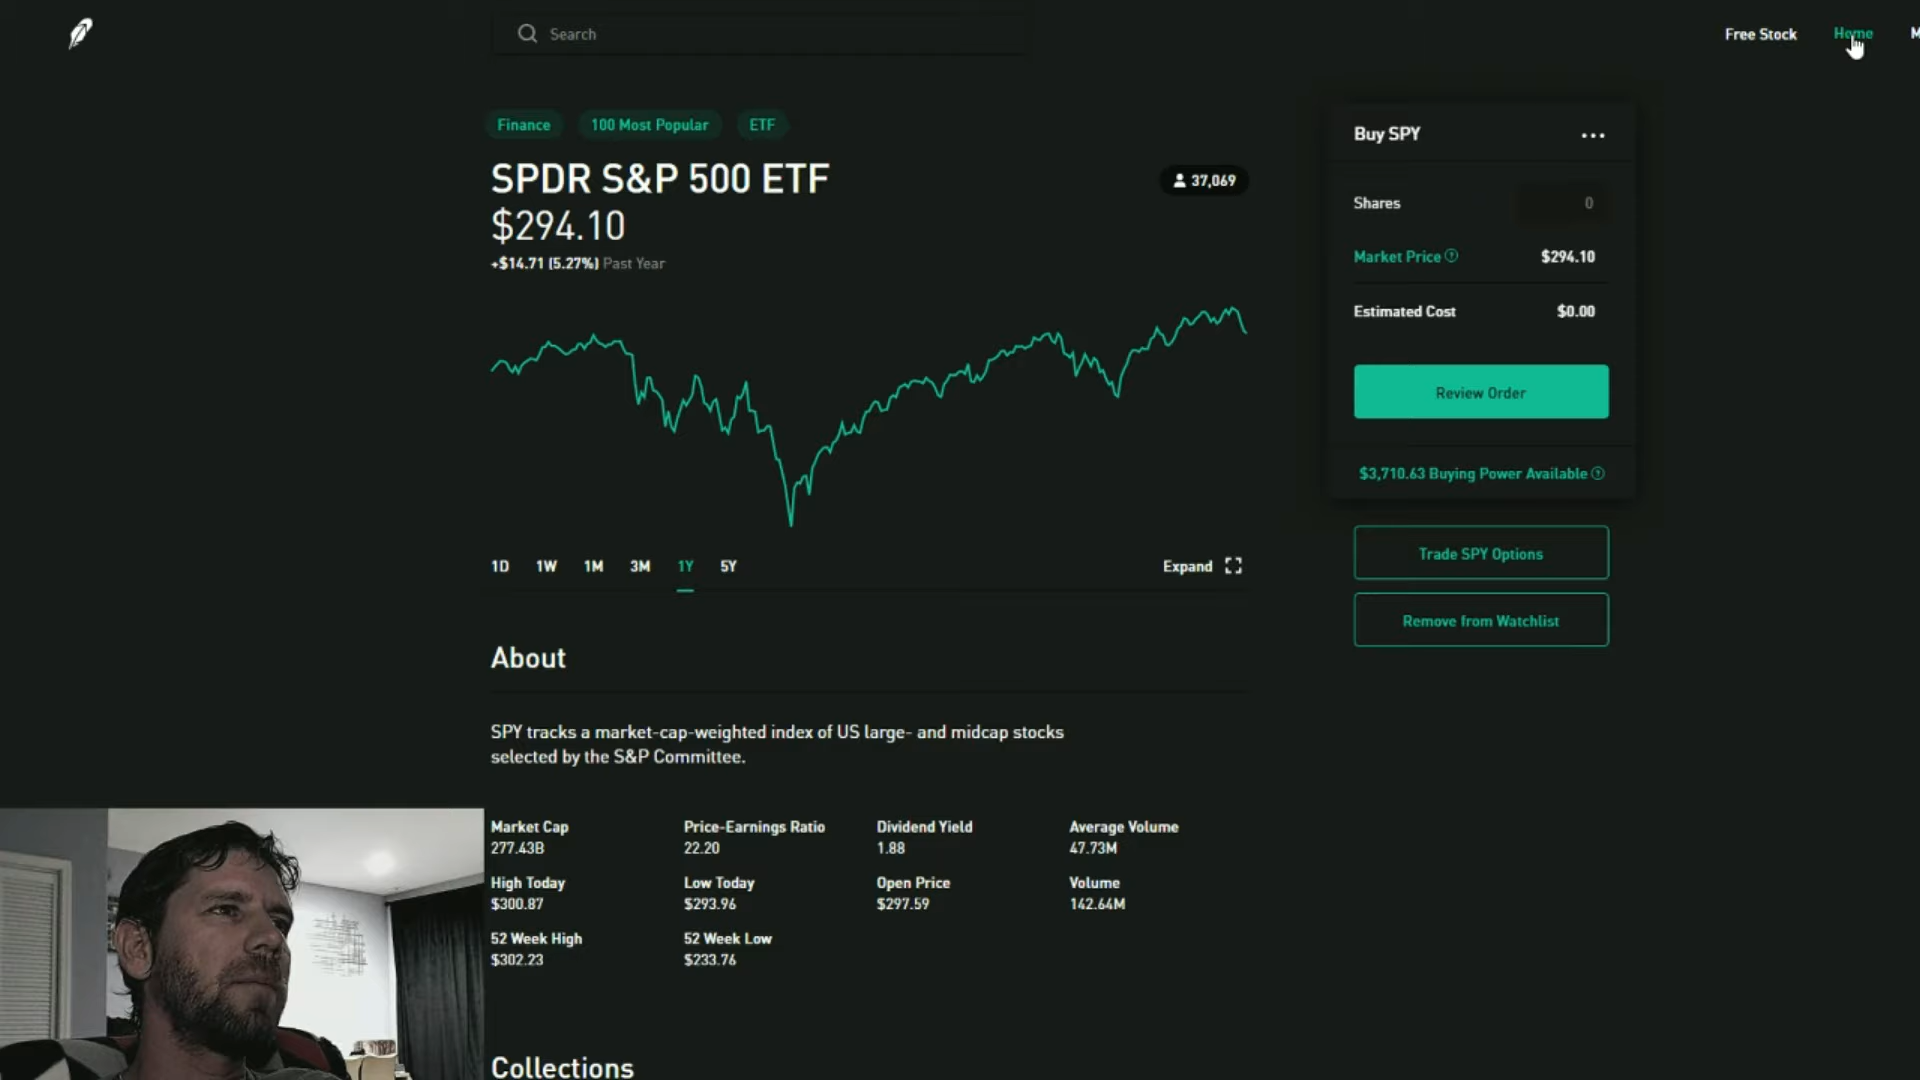 Search
Free Stock
Home
M
Finance
100 Most Popular
ETF
SPDR S&P 500 ETF
37,069
$294.10
+$14.71 (5.27%) Past Year
1D 1W 1M 3M 1Y 5Y
Expand
Buy SPY
Shares 0
Market Price $294.10
Estimated Cost $0.00
Review Order
$3,710.63 Buying Power Available
Trade SPY Options
Remove from Watchlist
About
SPY tracks a market-cap-weighted index of US large- and midcap stocks
selected by the S&P Committee.
Market Cap Price-Earnings Ratio Dividend Yield Average Volume
277.43B 22.20 1.88 47.73M
High Today Low Today Open Price Volume
$300.87 $293.96 $297.59 142.64M
52 Week High 52 Week Low
$302.23 $233.76
Collections